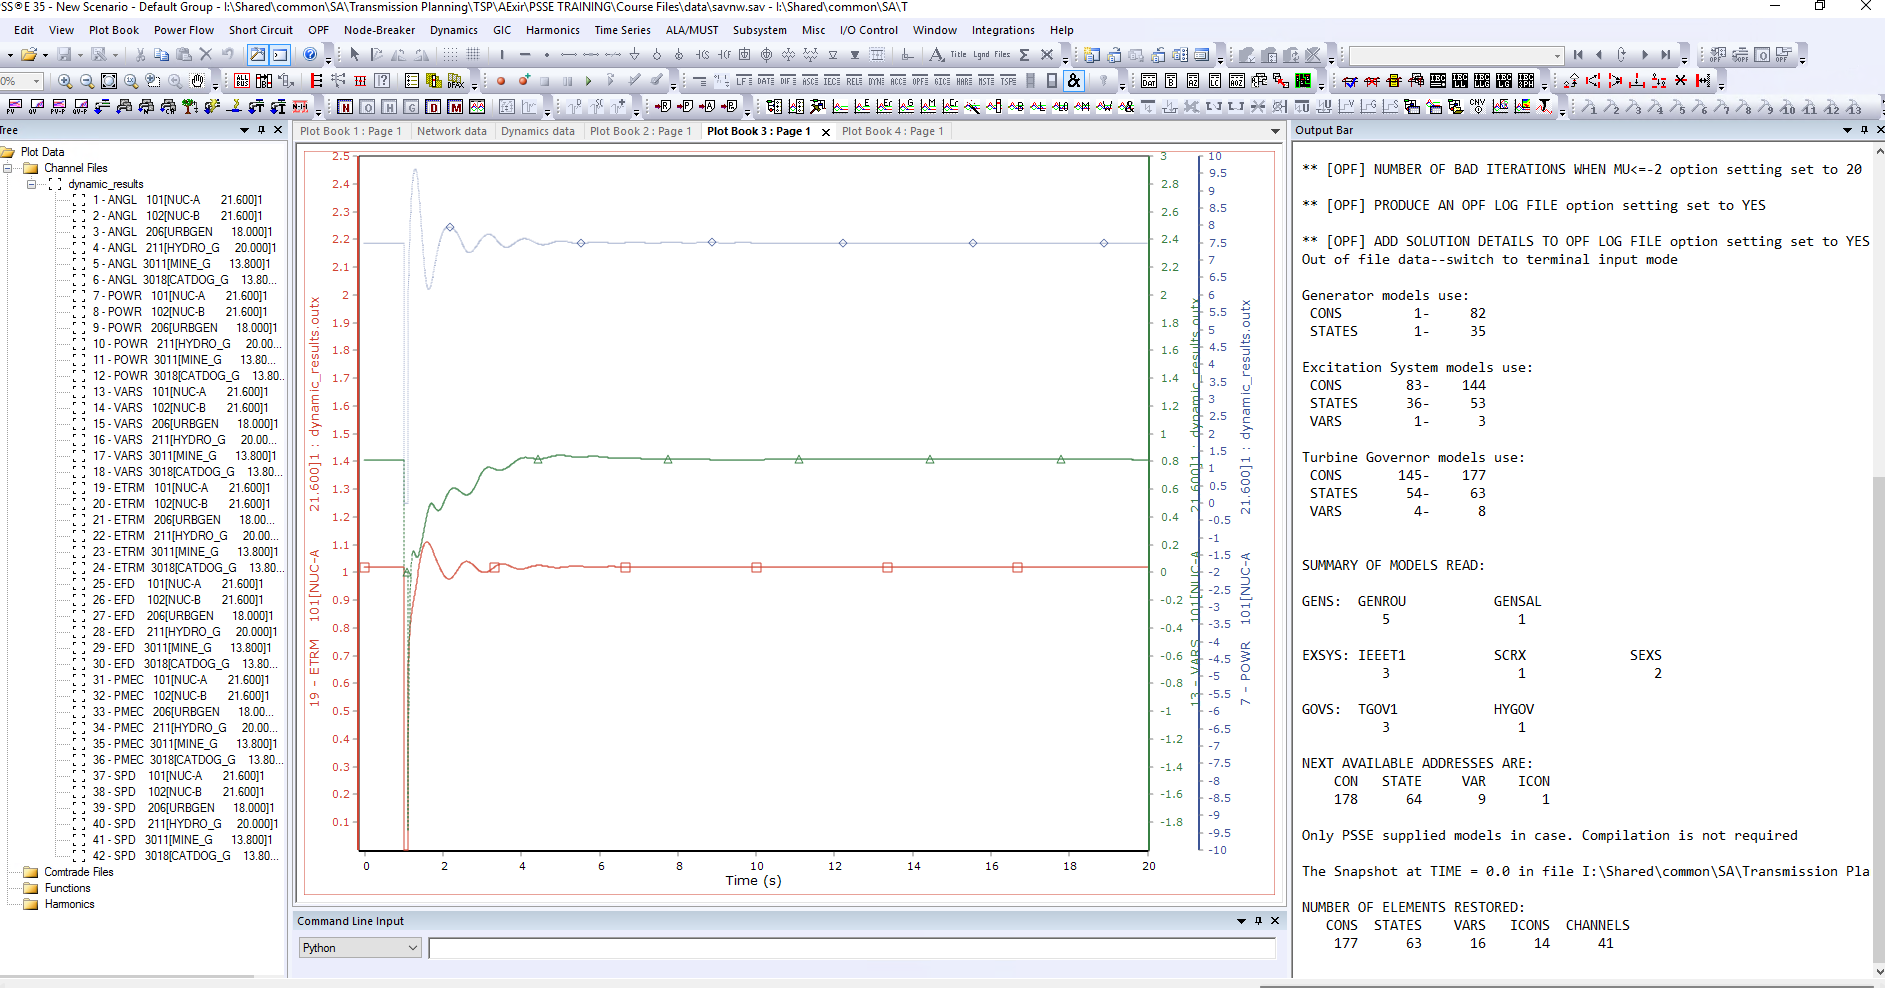 SS®E 35 - New Scenario - Default Group - I:\Shared\common\SA\Transmission Planning\TSP\AExir\PSSE TRAINING\Course Files\data\savnw.sav - I:\Shared\common\SA\T
Edit View Plot Book Power Flow Short Circuit OPF Node-Breaker Dynamics GIC Harmonics Time Series ALA/MUST Subsystem Misc I/O Control Window Integrations Help
Tree
Plot Data
Channel Files
dynamic_results
1 - ANGL 101[NUC-A 21.600]1
2 - ANGL 102[NUC-B 21.600]1
3 - ANGL 206[URBGEN 18.000]1
4 - ANGL 211[HYDRO_G 20.000]1
5 - ANGL 3011[MINE_G 13.800]1
6 - ANGL 3018[CATDOG_G 13.80...
7 - POWR 101[NUC-A 21.600]1
8 - POWR 102[NUC-B 21.600]1
9 - POWR 206[URBGEN 18.000]1
10 - POWR 211[HYDRO_G 20.00...
11 - POWR 3011[MINE_G 13.80...
12 - POWR 3018[CATDOG_G 13.80..
13 - VARS 101[NUC-A 21.600]1
14 - VARS 102[NUC-B 21.600]1
15 - VARS 206[URBGEN 18.000]1
16 - VARS 211[HYDRO_G 20.00...
17 - VARS 3011[MINE_G 13.800]1
18 - VARS 3018[CATDOG_G 13.80...
19 - ETRM 101[NUC-A 21.600]1
20 - ETRM 102[NUC-B 21.600]1
21 - ETRM 206[URBGEN 18.00...
22 - ETRM 211[HYDRO_G 20.00...
23 - ETRM 3011[MINE_G 13.800]1
24 - ETRM 3018[CATDOG_G 13.80...
25 - EFD 101[NUC-A 21.600]1
26 - EFD 102[NUC-B 21.600]1
27 - EFD 206[URBGEN 18.000]1
28 - EFD 211[HYDRO_G 20.000]1
29 - EFD 3011[MINE_G 13.800]1
30 - EFD 3018[CATDOG_G 13.80...
31 - PMEC 101[NUC-A 21.600]1
32 - PMEC 102[NUC-B 21.600]1
33 - PMEC 206[URBGEN 18.00...
34 - PMEC 211[HYDRO_G 20.00...
35 - PMEC 3011[MINE_G 13.800]1
36 - PMEC 3018[CATDOG_G 13.80...
37 - SPD 101[NUC-A 21.600]1
38 - SPD 102[NUC-B 21.600]1
39 - SPD 206[URBGEN 18.000]1
40 - SPD 211[HYDRO_G 20.000]1
41 - SPD 3011[MINE_G 13.800]1
42 - SPD 3018[CATDOG_G 13.80...
Comtrade Files
Functions
Harmonics
Plot Book 1 : Page 1 Network data Dynamics data Plot Book 2 : Page 1 Plot Book 3 : Page 1 Plot Book 4 : Page 1
19 - ETRM 101[NUC-A 21.600]1 : dynamic_results.outx
2.5
2.4
2.3
2.2
2.1
2
1.9
1.8
1.7
1.6
1.5
1.4
1.3
1.2
1.1
1
0.9
0.8
0.7
0.6
0.5
0.4
0.3
0.2
0.1
0 2 4 6 8 10 12 14 16 18 20
Time (s)
3
2.8
2.6
2.4
2.2
2
1.8
1.6
1.4
1.2
1
0.8
0.6
0.4
0.2
0
-0.2
-0.4
-0.6
-0.8
-1
-1.2
-1.4
-1.6
-1.8
13 - VARS 101[NUC-A 21.600]1 : dynamic_results.outx
10
9.5
9
8.5
8
7.5
7
6.5
6
5.5
5
4.5
4
3.5
3
2.5
2
1.5
1
0.5
0
-0.5
-1
-1.5
-2
-2.5
-3
-3.5
-4
-4.5
-5
-5.5
-6
-6.5
-7
-7.5
-8
-8.5
-9
-9.5
-10
7 - POWR 101[NUC-A 21.600]1 : dynamic_results.outx
Command Line Input
Python
Output Bar
** [OPF] NUMBER OF BAD ITERATIONS WHEN MU<=-2 option setting set to 20
** [OPF] PRODUCE AN OPF LOG FILE option setting set to YES
** [OPF] ADD SOLUTION DETAILS TO OPF LOG FILE option setting set to YES
Out of file data--switch to terminal input mode
Generator models use:
CONS 1- 82
STATES 1- 35
Excitation System models use:
CONS 83- 144
STATES 36- 53
VARS 1- 3
Turbine Governor models use:
CONS 145- 177
STATES 54- 63
VARS 4- 8
SUMMARY OF MODELS READ:
GENS: GENROU GENSAL
5 1
EXSYS: IEEET1 SCRX SEXS
3 1 2
GOVS: TGOV1 HYGOV
3 1
NEXT AVAILABLE ADDRESSES ARE:
CON STATE VAR ICON
178 64 9 1
Only PSSE supplied models in case. Compilation is not required
The Snapshot at TIME = 0.0 in file I:\Shared\common\SA\Transmission Pla
NUMBER OF ELEMENTS RESTORED:
CONS STATES VARS ICONS CHANNELS
177 63 16 14 41